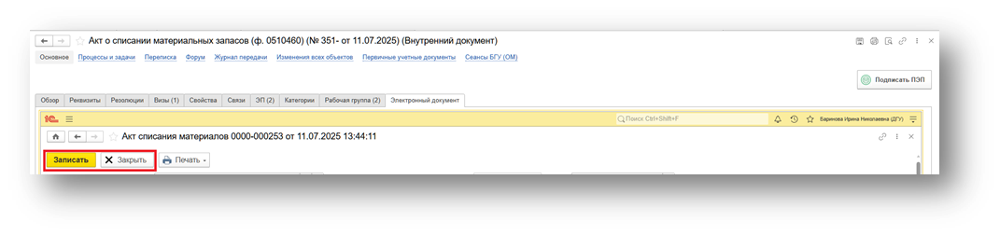 Акт о списании материальных запасов (ф. 0510460) (№ 351- от 11.07.2025) (Внутренний документ)
Основное Процессы и задачи Переписка Форум Журнал передачи Изменения всех объектов Первичные учетные документы Сеансы БГУ (ОМ)
Подписать ПЭП
Обзор Реквизиты Резолюции Визы (1) Свойства Связи ЭП (2) Категории Рабочая группа (2) Электронный документ
1С Поиск Ctrl+Shift+F Баринова Ирина Николаевна (ДГУ)
Акт списания материалов 0000-000253 от 11.07.2025 13:44:11
Записать Закрыть Печать